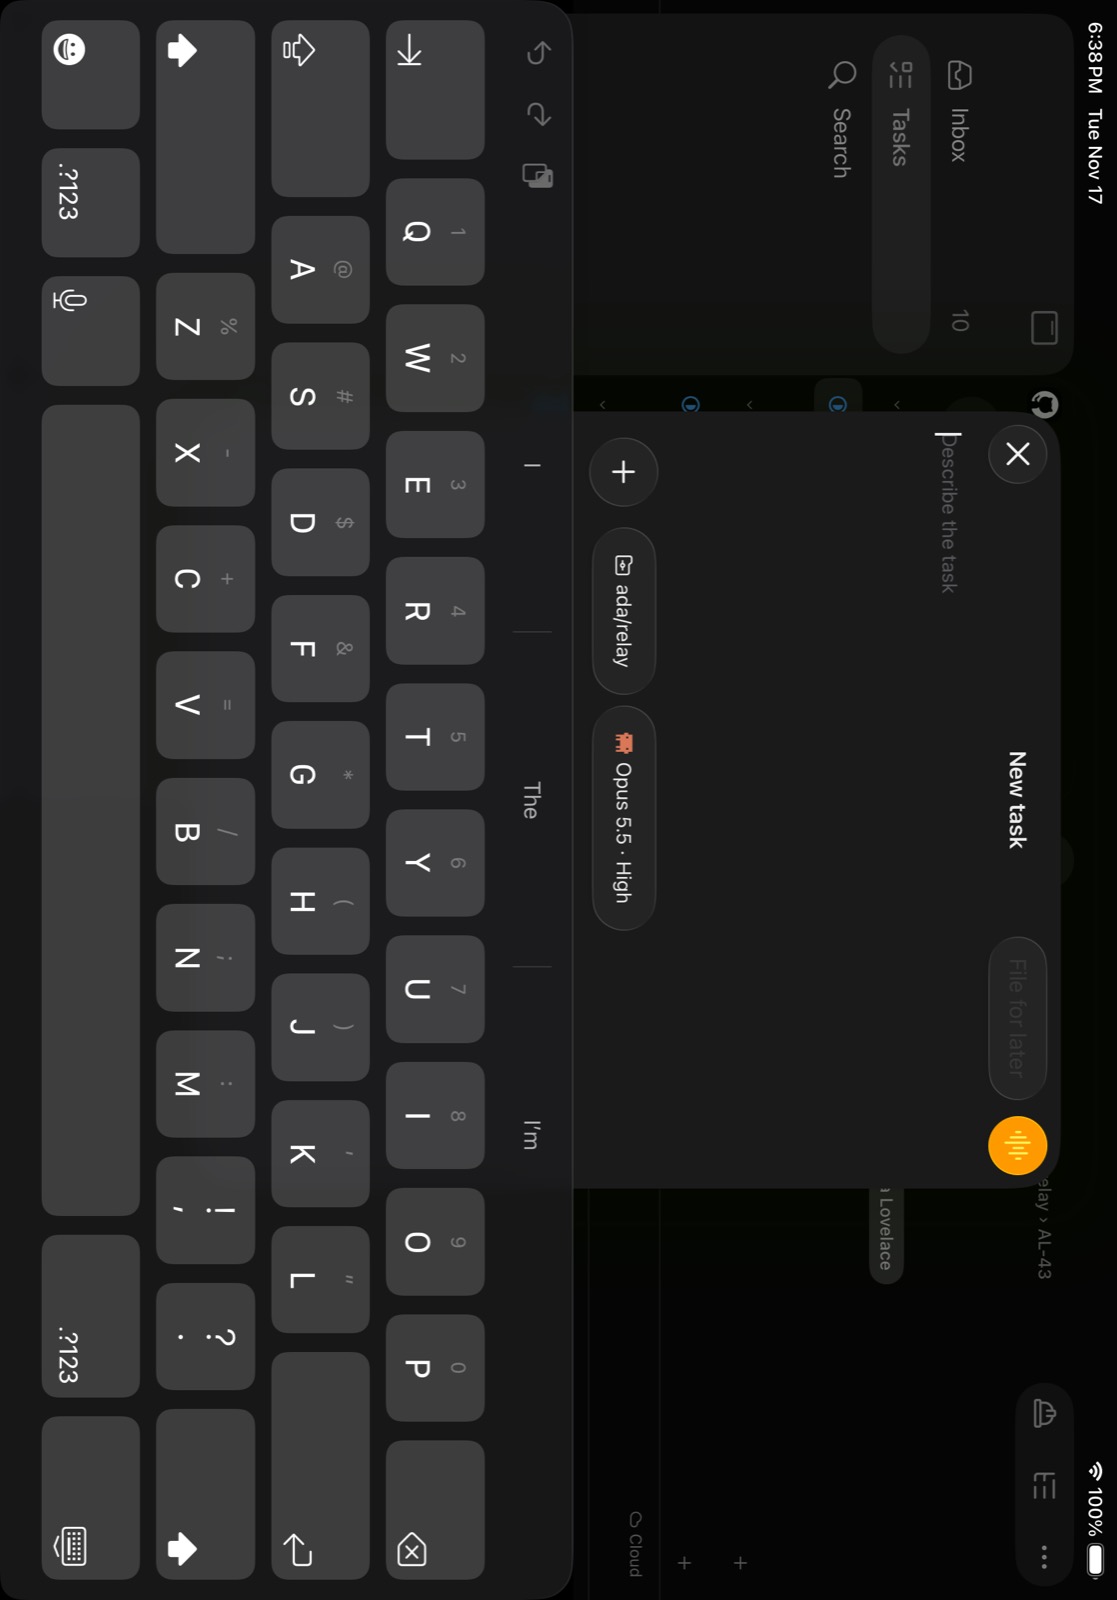 6:38 PM Tue Nov 17
100%
Inbox 10
Tasks
Search
New task
File for later
AL-43
Describe the task
Lovelace
ada/relay
Opus 5.5 · High
Cloud
I The I'm
1 2 3 4 5 6 7 8 9 0
Q W E R T Y U I O P
@ # $ & * ( ) ' "
A S D F G H J K L
% - + = / ; : ! ?
Z X C V B N M , .
.?123 .?123